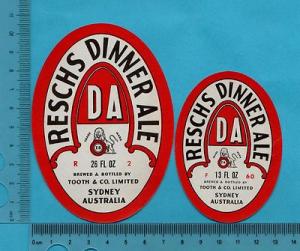 RESCHS DINNER ALE
DA
R 26 FL OZ 2
BREWED & BOTTLED BY
TOOTH & CO. LIMITED
SYDNEY
AUSTRALIA
RESCHS DINNER ALE
DA
F 13 FL OZ 60
BREWED & BOTTLED BY
TOOTH & CO. LIMITED
SYDNEY
AUSTRALIA